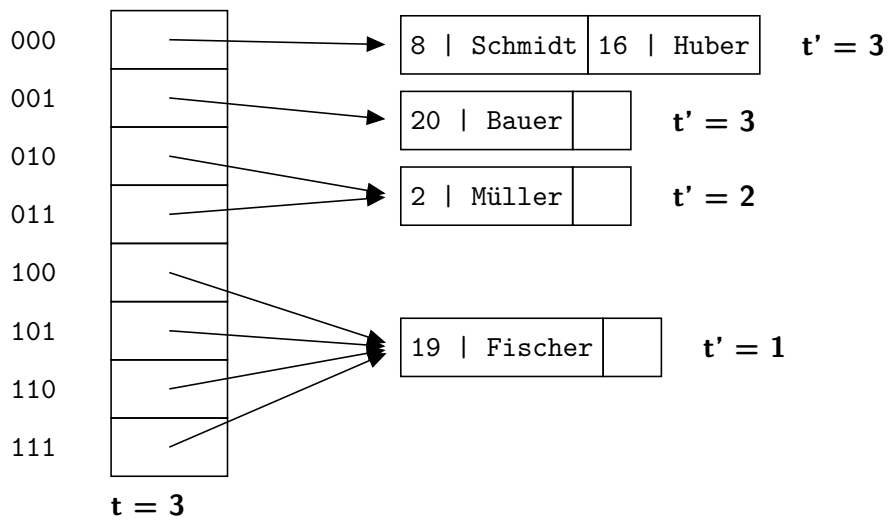 000
8 | Schmidt 16 | Huber t' = 3
001
20 | Bauer t' = 3
010
2 | Müller t' = 2
011
100
101
19 | Fischer t' = 1
110
111
t = 3